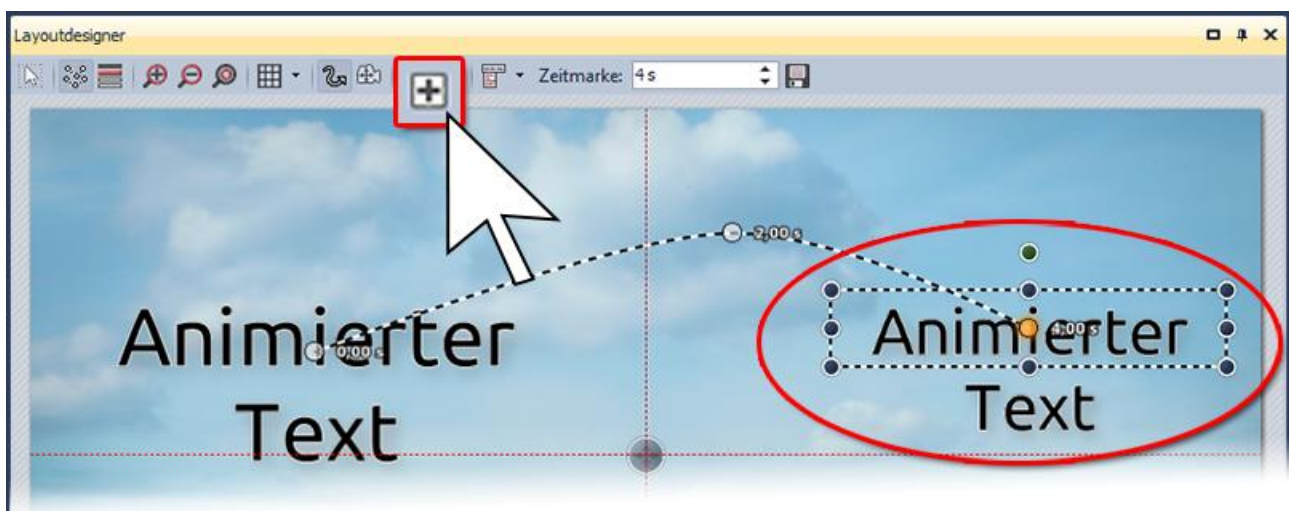 Layoutdesigner
Zeitmarke: 4 s
2,00 s
Animierter
0,00 s
Text
Animierter
4,00 s
Text